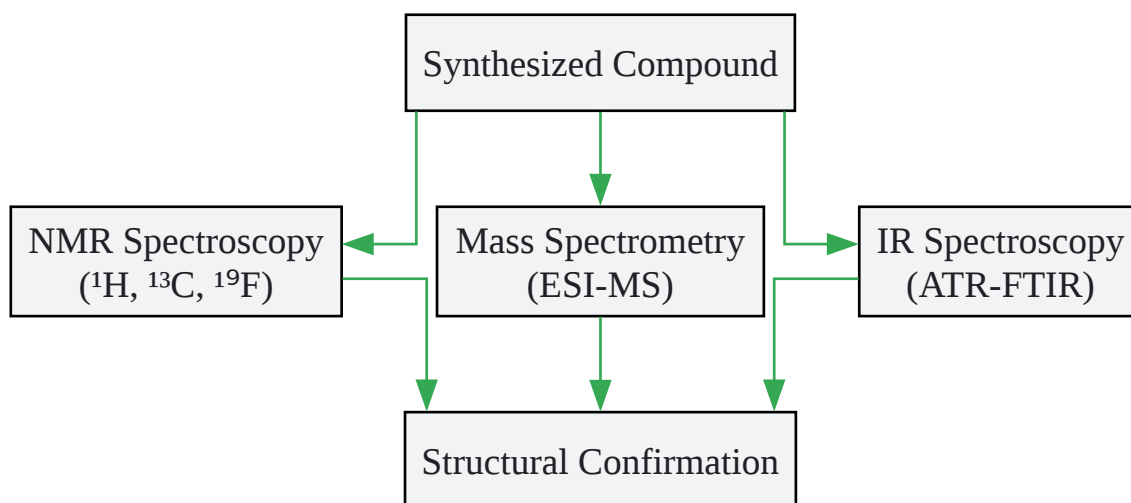 Synthesized Compound
NMR Spectroscopy
(¹H, ¹³C, ¹⁹F)
Mass Spectrometry
(ESI-MS)
IR Spectroscopy
(ATR-FTIR)
Structural Confirmation